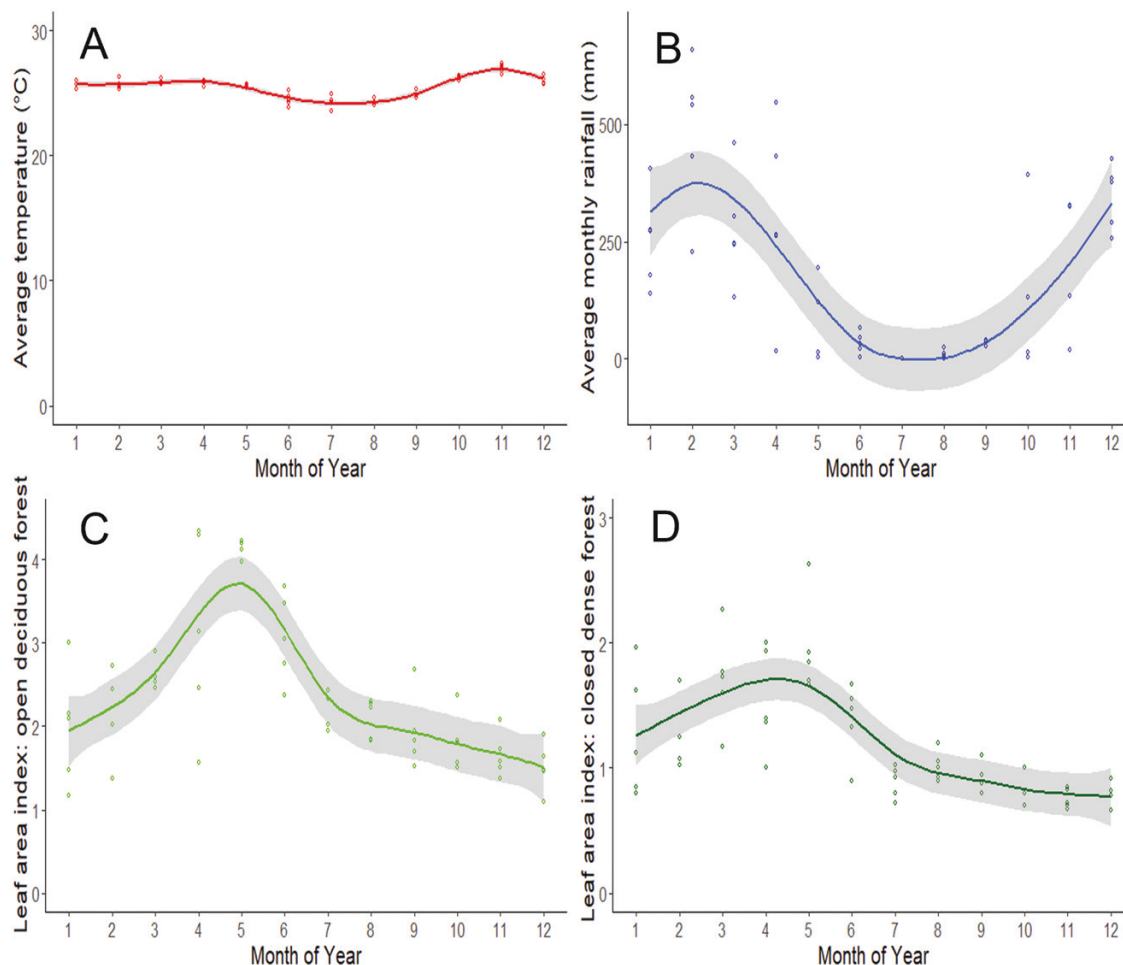 A
Average temperature (°C)
30
20
10
0
1 2 3 4 5 6 7 8 9 10 11 12
Month of Year
B
Average monthly rainfall (mm)
500
250
0
1 2 3 4 5 6 7 8 9 10 11 12
Month of Year
C
Leaf area index: open deciduous forest
4
3
2
1
0
1 2 3 4 5 6 7 8 9 10 11 12
Month of Year
D
Leaf area index: closed dense forest
3
2
1
0
1 2 3 4 5 6 7 8 9 10 11 12
Month of Year